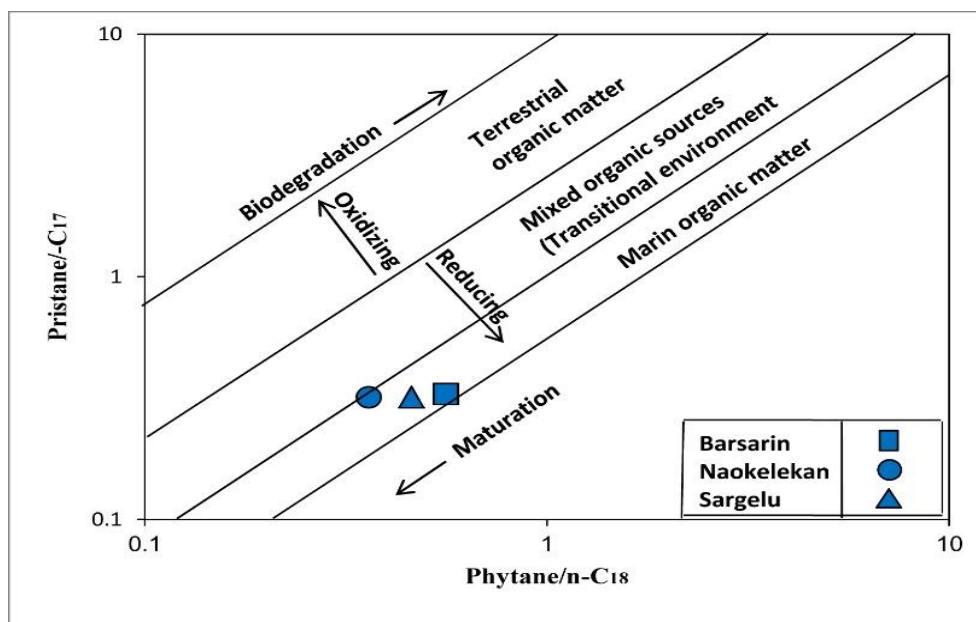 10
1
0.1
Pristane/-C17
Biodegradation
Oxidizing
Reducing
Terrestrial
organic matter
Mixed organic sources
(Transitional environment
Marin organic matter
Maturation
Barsarin
Naokelekan
Sargelu
0.1
1
10
Phytane/n-C18